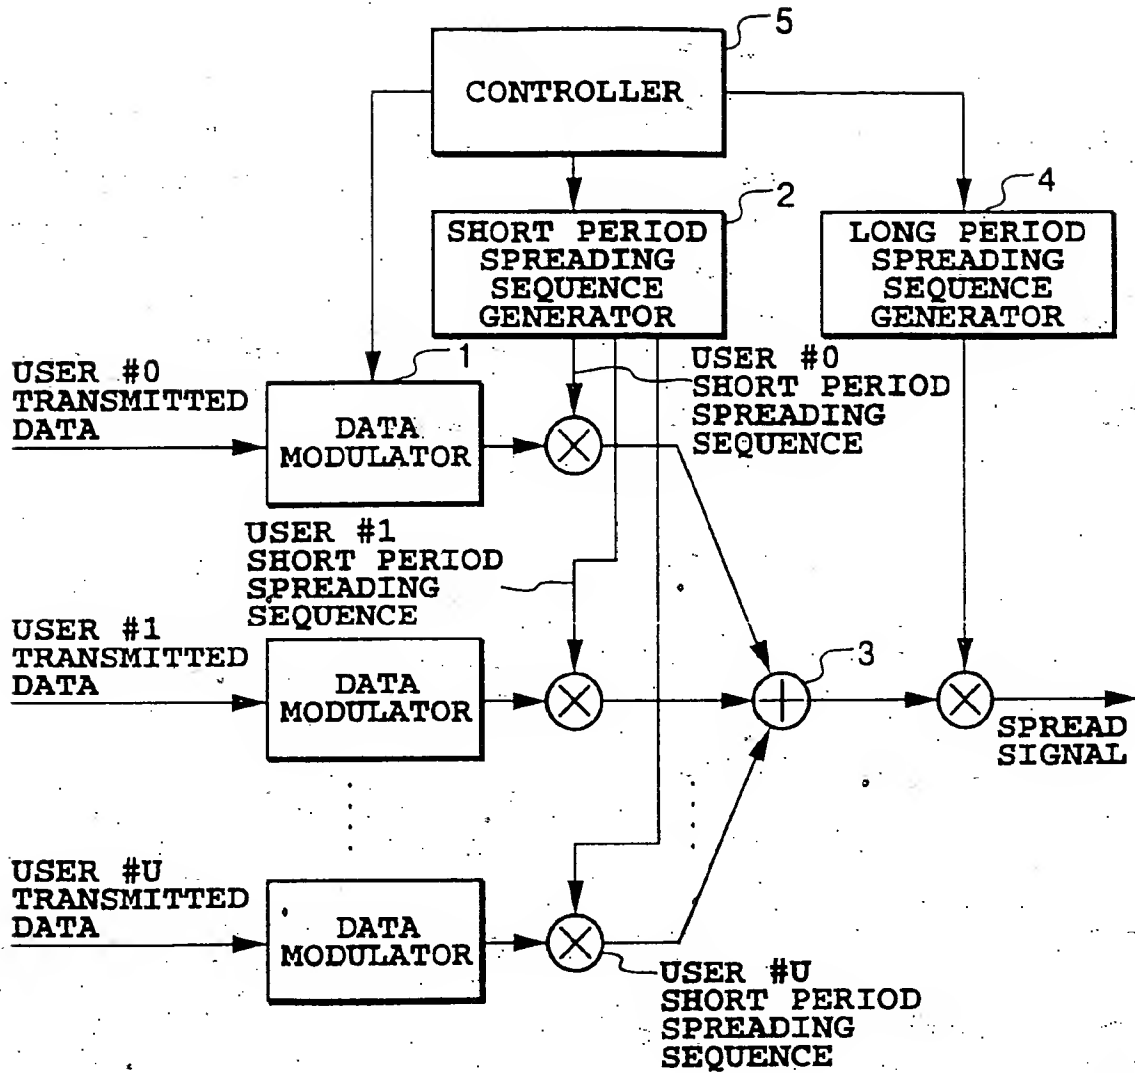 5
CONTROLLER
2
SHORT PERIOD
SPREADING
SEQUENCE
GENERATOR
4
LONG PERIOD
SPREADING
SEQUENCE
GENERATOR
USER #0
TRANSMITTED
DATA
1
DATA
MODULATOR
USER #0
SHORT PERIOD
SPREADING
SEQUENCE
USER #1
SHORT PERIOD
SPREADING
SEQUENCE
USER #1
TRANSMITTED
DATA
DATA
MODULATOR
3
SPREAD
SIGNAL
USER #U
TRANSMITTED
DATA
DATA
MODULATOR
USER #U
SHORT PERIOD
SPREADING
SEQUENCE